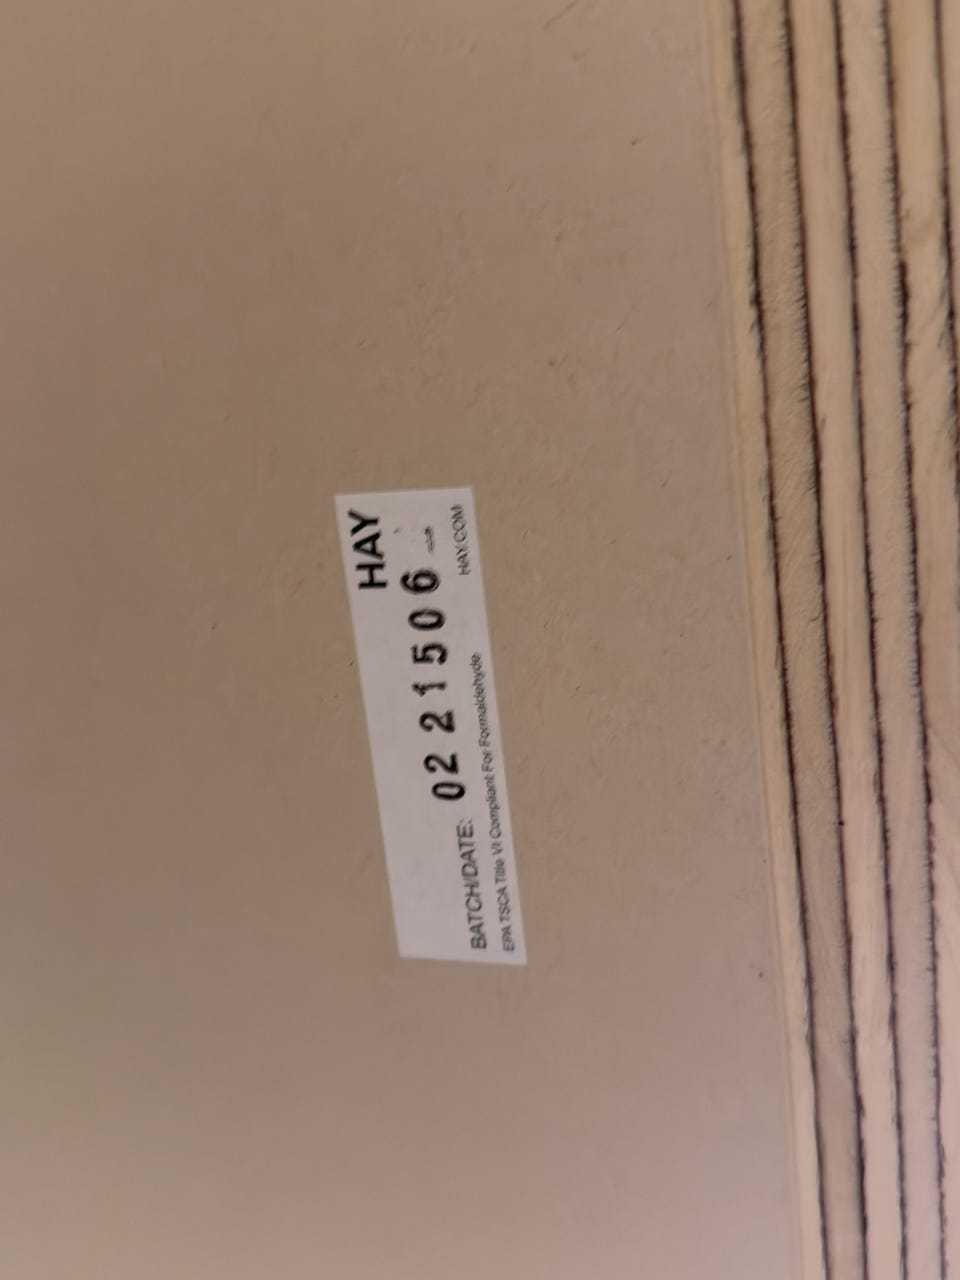 HAY
BATCH/DATE: 0221506
EPA TSCA Title VI Compliant For Formaldehyde HAY.COM